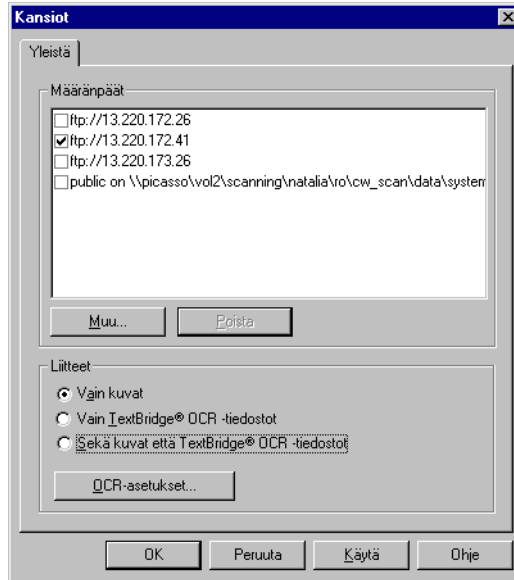 Kansiot
Yleistä
Määränpäät
ftp://13.220.172.26
ftp://13.220.172.41
ftp://13.220.173.26
public on \\picasso\vol2\scanning\natalia\ro\cw_scan\data\system
Muu... Poista
Liitteet
Vain kuvat
Vain TextBridge® OCR -tiedostot
Sekä kuvat että TextBridge® OCR -tiedostot
OCR-asetukset...
OK Peruuta Käytä Ohje